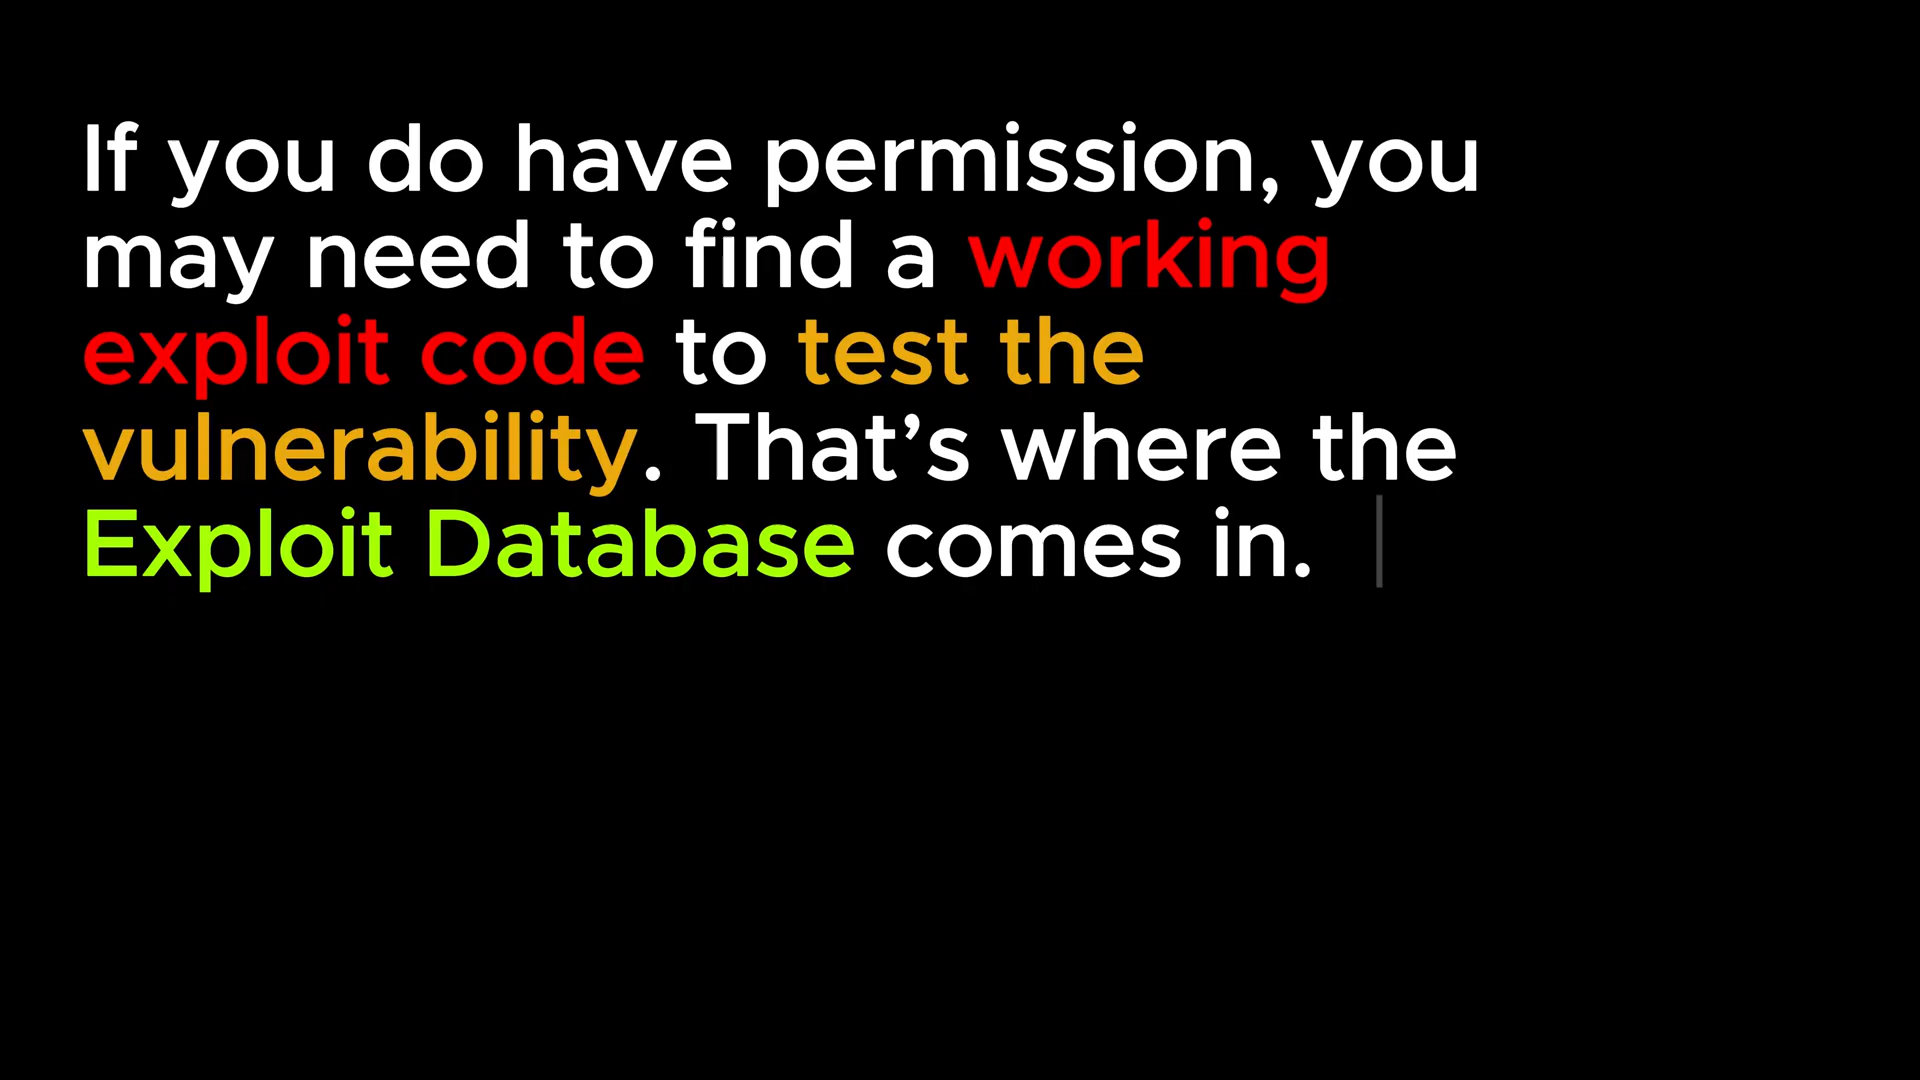 If you do have permission, you
may need to find a working
exploit code to test the
vulnerability. That’s where the
Exploit Database comes in.